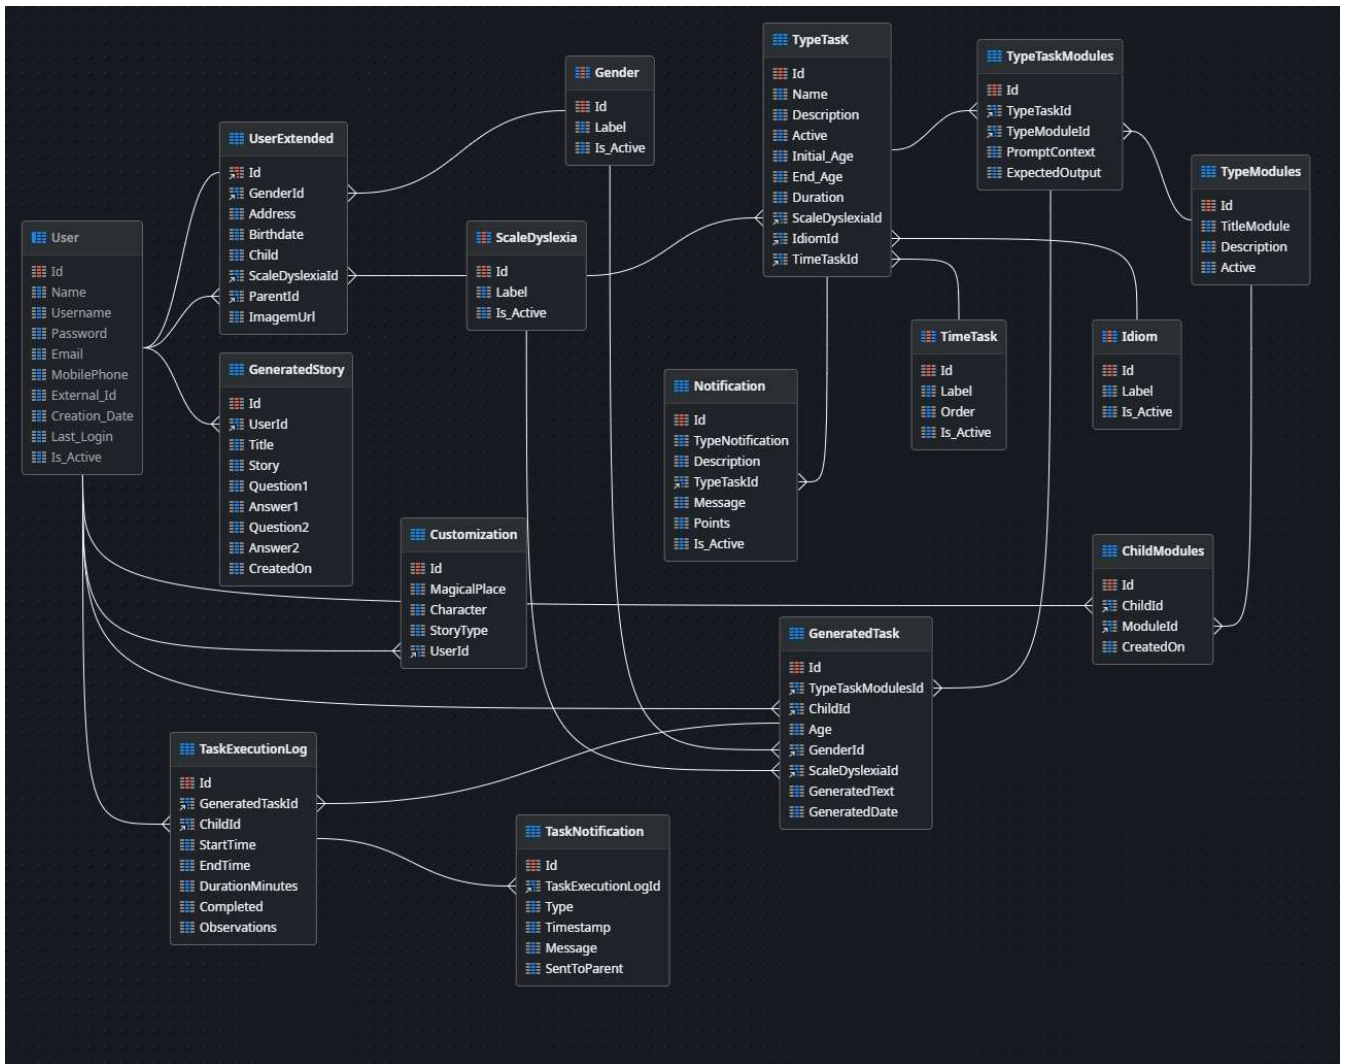 User
Id
Name
Username
Password
Email
MobilePhone
External_Id
Creation_Date
Last_Login
Is_Active
UserExtended
Id
GenderId
Address
Birthdate
Child
ScaleDyslexiaId
ParentId
ImagemUrl
GeneratedStory
Id
UserId
Title
Story
Question1
Answer1
Question2
Answer2
CreatedOn
Gender
Id
Label
Is_Active
ScaleDyslexia
Id
Label
Is_Active
Customization
Id
MagicalPlace
Character
StoryType
UserId
TypeTasK
Id
Name
Description
Active
Initial_Age
End_Age
Duration
ScaleDyslexiaId
IdiomId
TimeTaskId
TypeTaskModules
Id
TypeTaskId
TypeModuleId
PromptContext
ExpectedOutput
TypeModules
Id
TitleModule
Description
Active
TimeTask
Id
Label
Order
Is_Active
Idiom
Id
Label
Is_Active
Notification
Id
TypeNotification
Description
TypeTaskId
Message
Points
Is_Active
ChildModules
Id
ChildId
ModuleId
CreatedOn
GeneratedTask
Id
TypeTaskModulesId
ChildId
Age
GenderId
ScaleDyslexiaId
GeneratedText
GeneratedDate
TaskExecutionLog
Id
GeneratedTaskId
ChildId
StartTime
EndTime
DurationMinutes
Completed
Observations
TaskNotification
Id
TaskExecutionLogId
Type
Timestamp
Message
SentToParent